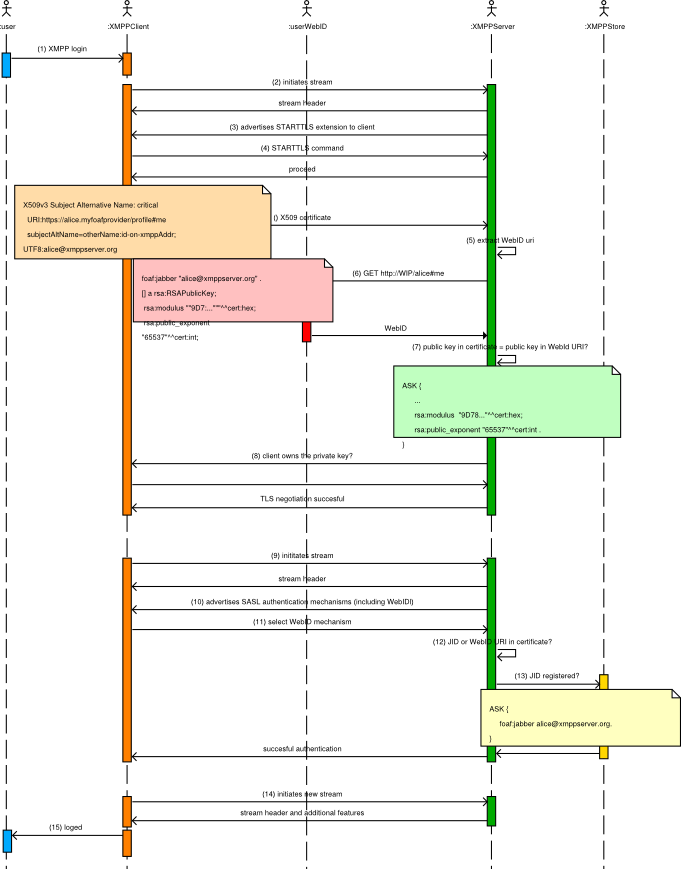 :user
:XMPPClient
:userWebID
:XMPPServer
:XMPPStore
(1) XMPP login
(2) initiates stream
stream header
(3) advertises STARTTLS extension to client
(4) STARTTLS command
proceed
X509v3 Subject Alternative Name: critical
URI:https://alice.myfoafprovider/profile#me
subjectAltName=otherName:id-on-xmppAddr;
UTF8:alice@xmppserver.org
() X509 certificate
(5) extract WebID uri
foaf:jabber "alice@xmppserver.org" .
[] a rsa:RSAPublicKey;
rsa:modulus ""9D7:..."""^^cert:hex;
rsa:public_exponent
"65537"^^cert:int;
(6) GET http://WIP/alice#me
WebID
(7) public key in certificate = public key in WebId URI?
ASK {
...
rsa:modulus "9D78..."^^cert:hex;
rsa:public_exponent "65537"^^cert:int .
}
(8) client owns the private key?
TLS negotiation succesful
(9) inititates stream
stream header
(10) advertises SASL authentication mechanisms (including WebIDl)
(11) select WebID mechanism
(12) JID or WebID URI in certificate?
(13) JID registered?
ASK {
foaf:jabber alice@xmppserver.org.
}
succesful authentication
(14) initiates new stream
stream header and additional features
(15) loged